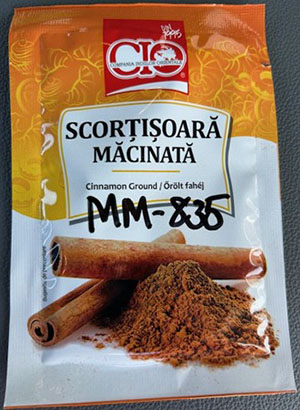 CIO
COMPANIA INDIILOR ORIENTALE
SCORȚIȘOARĂ
MĂCINATĂ
Cinnamon Ground / Őrölt fahéj
MM-835